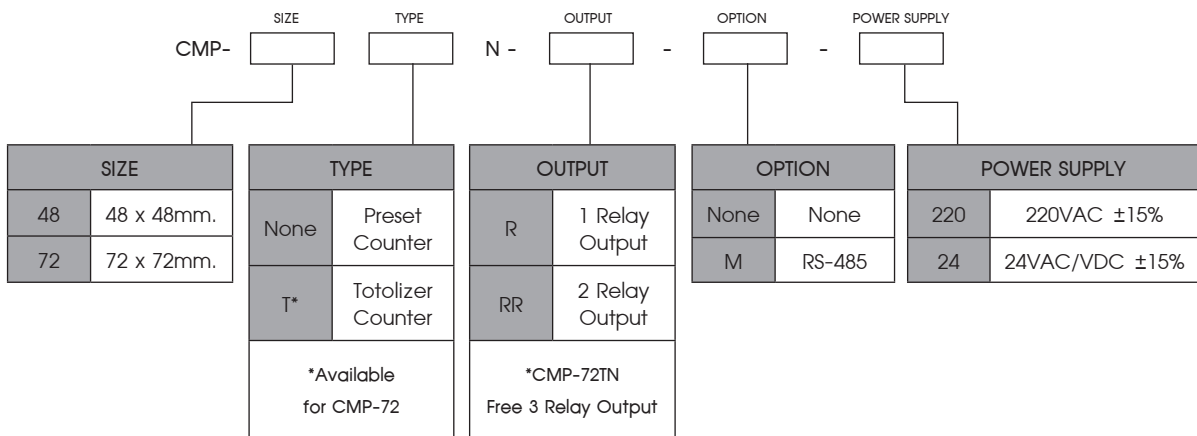 SIZE TYPE OUTPUT OPTION POWER SUPPLY
CMP- N - - -
SIZE
48 48 x 48mm.
72 72 x 72mm.
TYPE
None Preset
Counter
T* Totolizer
Counter
*Available
for CMP-72
OUTPUT
R 1 Relay
Output
RR 2 Relay
Output
*CMP-72TN
Free 3 Relay Output
OPTION
None None
M RS-485
POWER SUPPLY
220 220VAC ±15%
24 24VAC/VDC ±15%